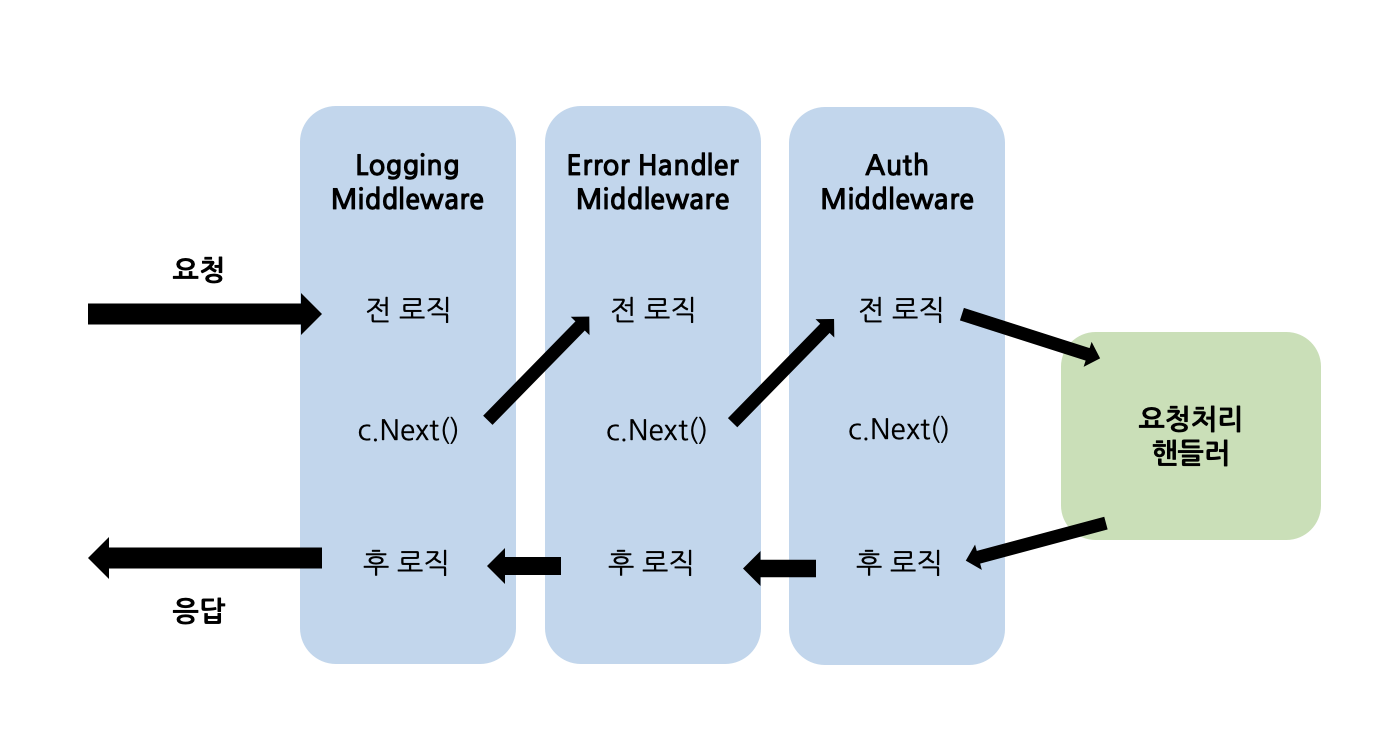 Logging
Middleware
Error Handler
Middleware
Auth
Middleware
요청
전 로직
전 로직
전 로직
c.Next()
c.Next()
c.Next()
요청처리
핸들러
후 로직
후 로직
후 로직
응답